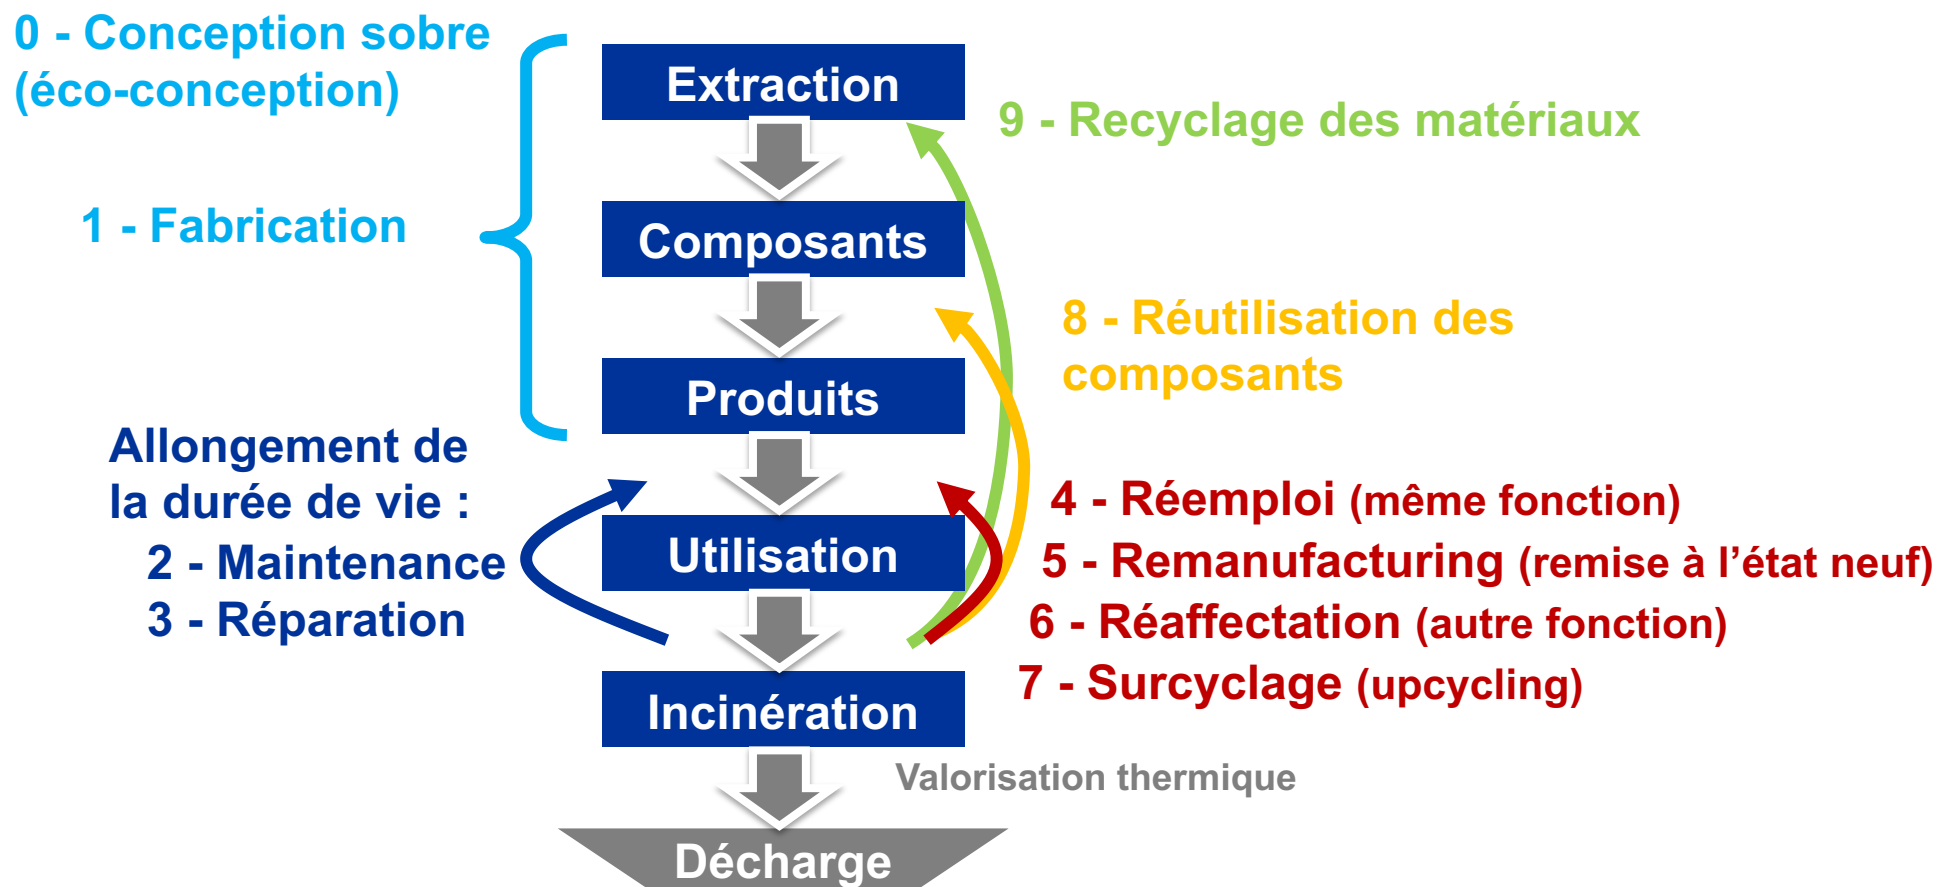 0 - Conception sobre
(éco-conception)
1 - Fabrication
Extraction
Composants
Produits
Utilisation
Incinération
Décharge
Allongement de
la durée de vie :
2 - Maintenance
3 - Réparation
9 - Recyclage des matériaux
8 - Réutilisation des
composants
4 - Réemploi (même fonction)
5 - Remanufacturing (remise à l’état neuf)
6 - Réaffectation (autre fonction)
7 - Surcyclage (upcycling)
Valorisation thermique